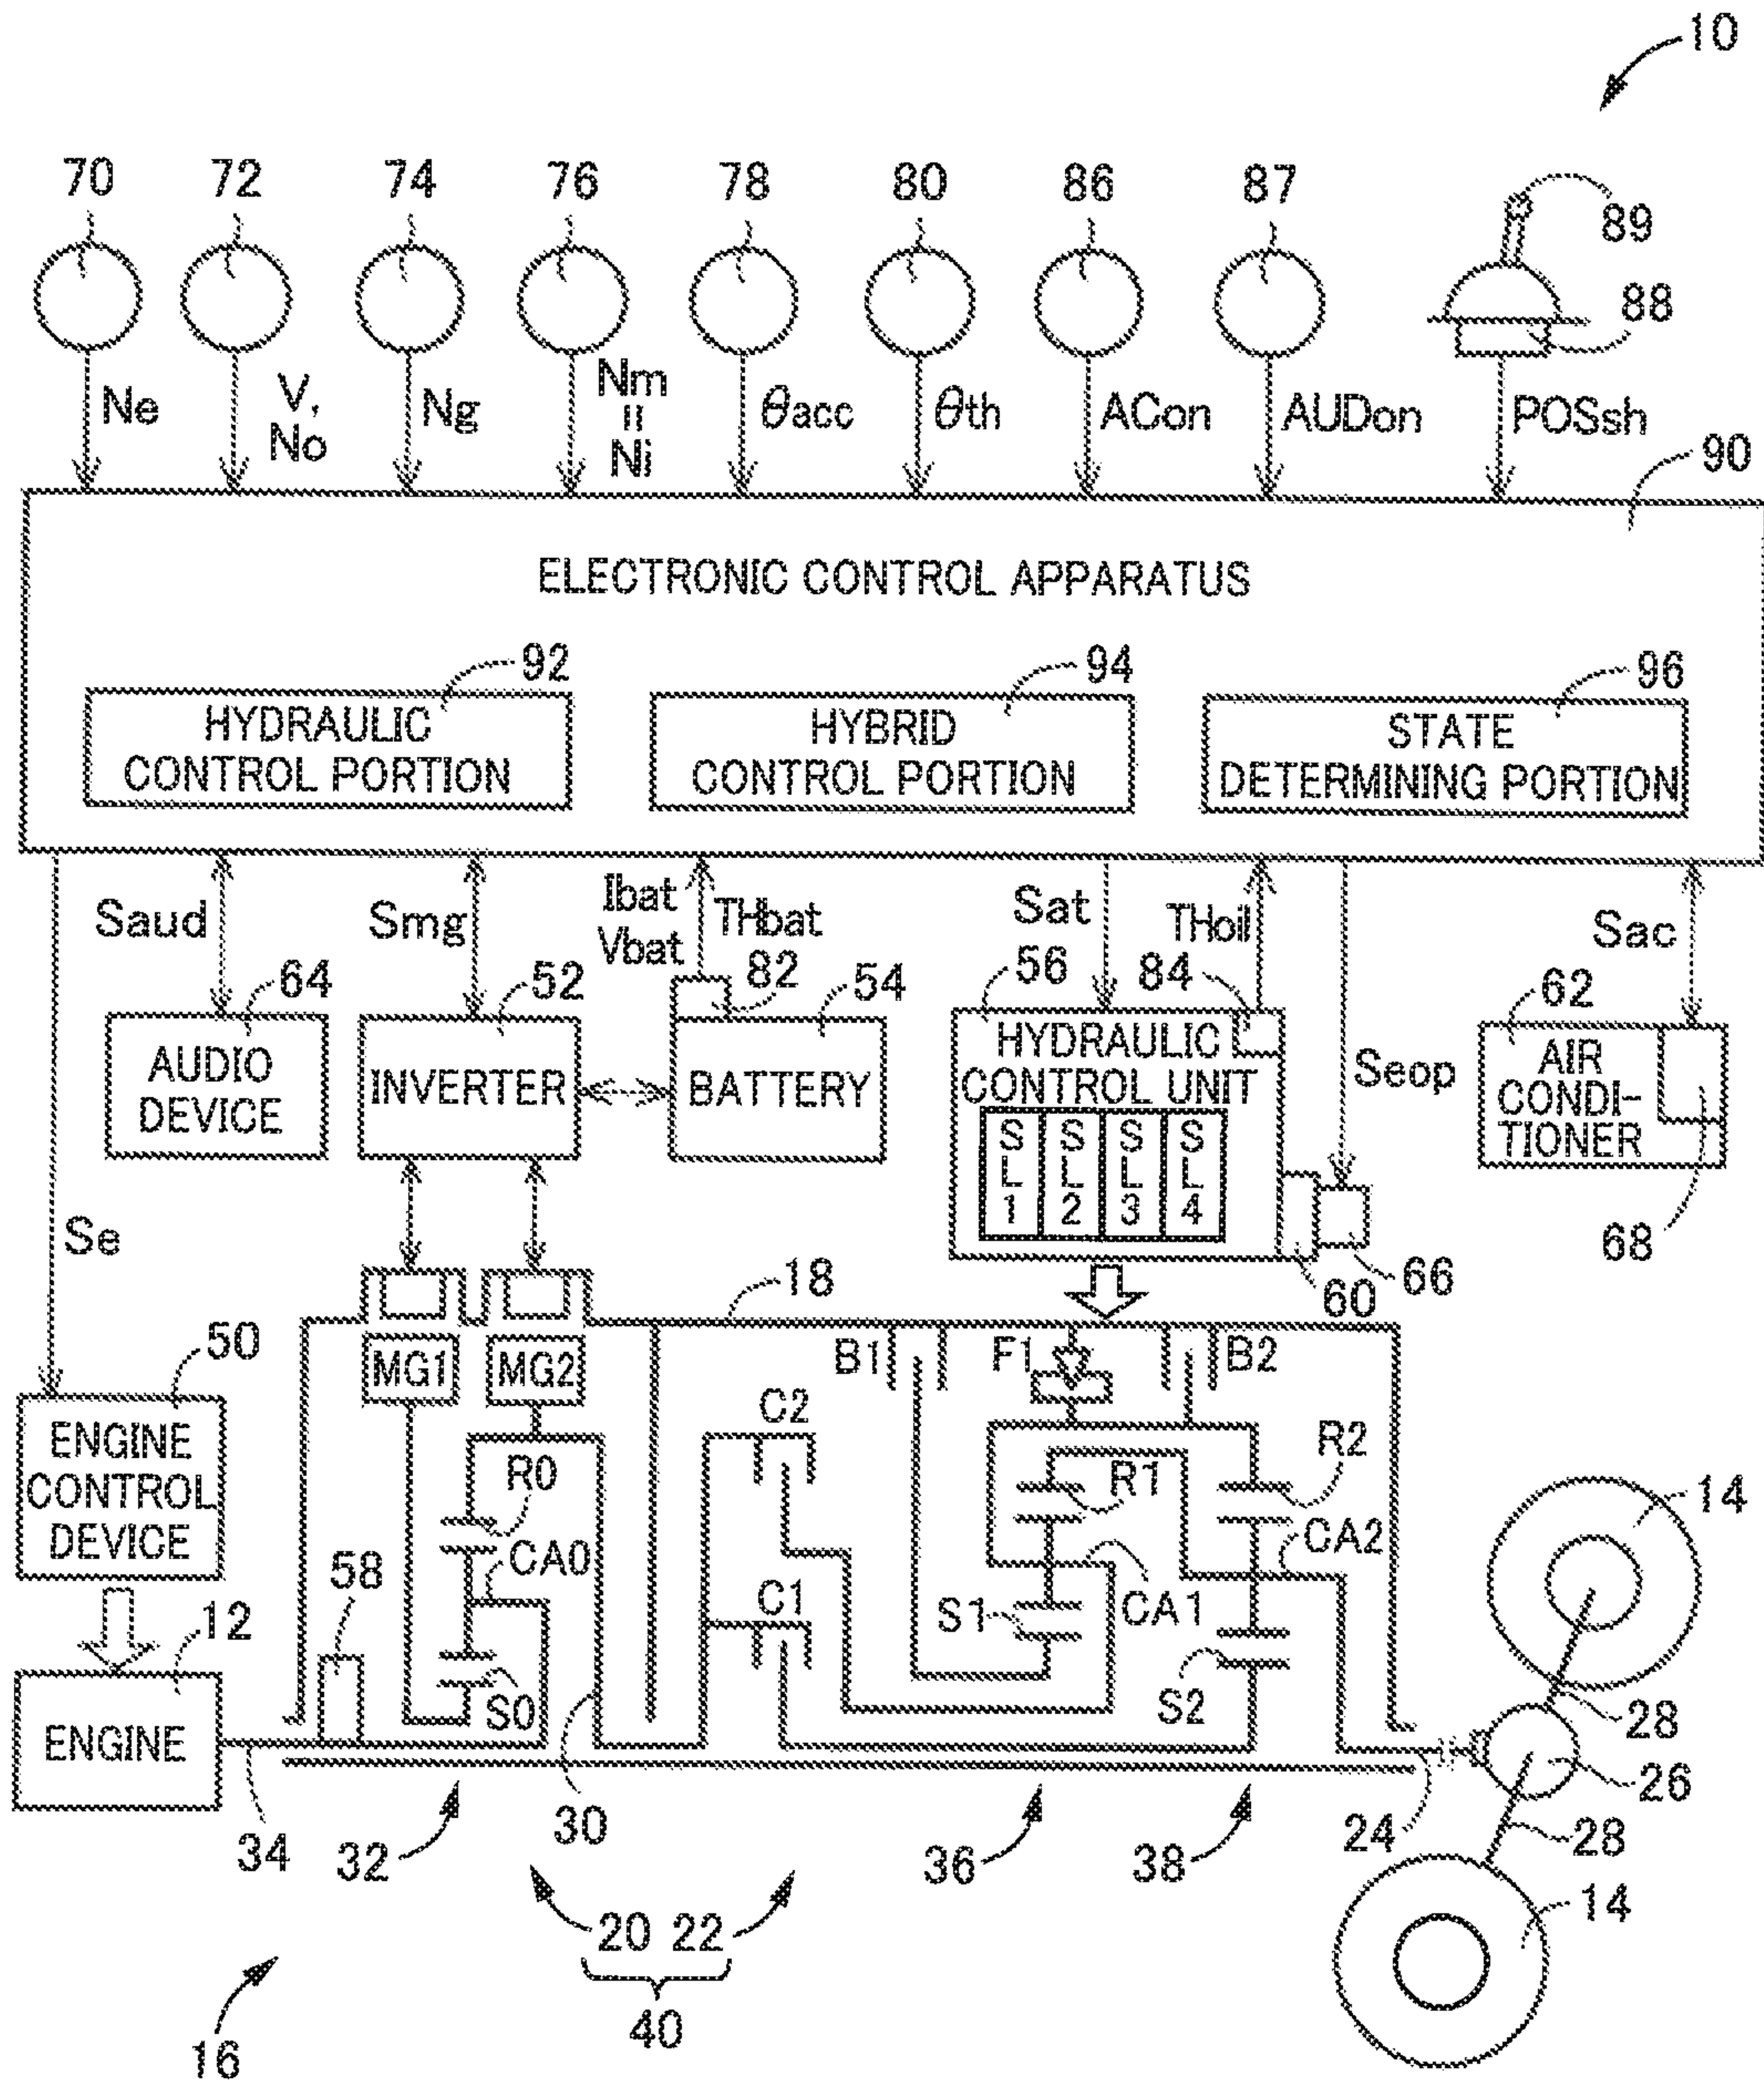 10
70 72 74 76 78 80 86 87 89
88
Ne V, No Ng Nm = Ni θacc θth ACon AUDon POSsh
90
ELECTRONIC CONTROL APPARATUS
92 94 96
HYDRAULIC
CONTROL PORTION
HYBRID
CONTROL PORTION
STATE
DETERMINING PORTION
Saud Smg Ibat Vbat THbat Sat THoil Seop Sac
64 52 82 54 56 84 62
AUDIO
DEVICE
INVERTER
BATTERY
HYDRAULIC
CONTROL UNIT
SL1 SL2 SL3 SL4
AIR
CONDI-
TIONER
Se
68
60 66
18
50
MG1 MG2 B1 F1 B2
ENGINE
CONTROL
DEVICE
C2
R0 R1 R2
14
CA0 CA2
58
C1 S1 CA1
12
S0 S2
ENGINE
28
26
34 32 30 36 38 24 28
20 22
14
40
16